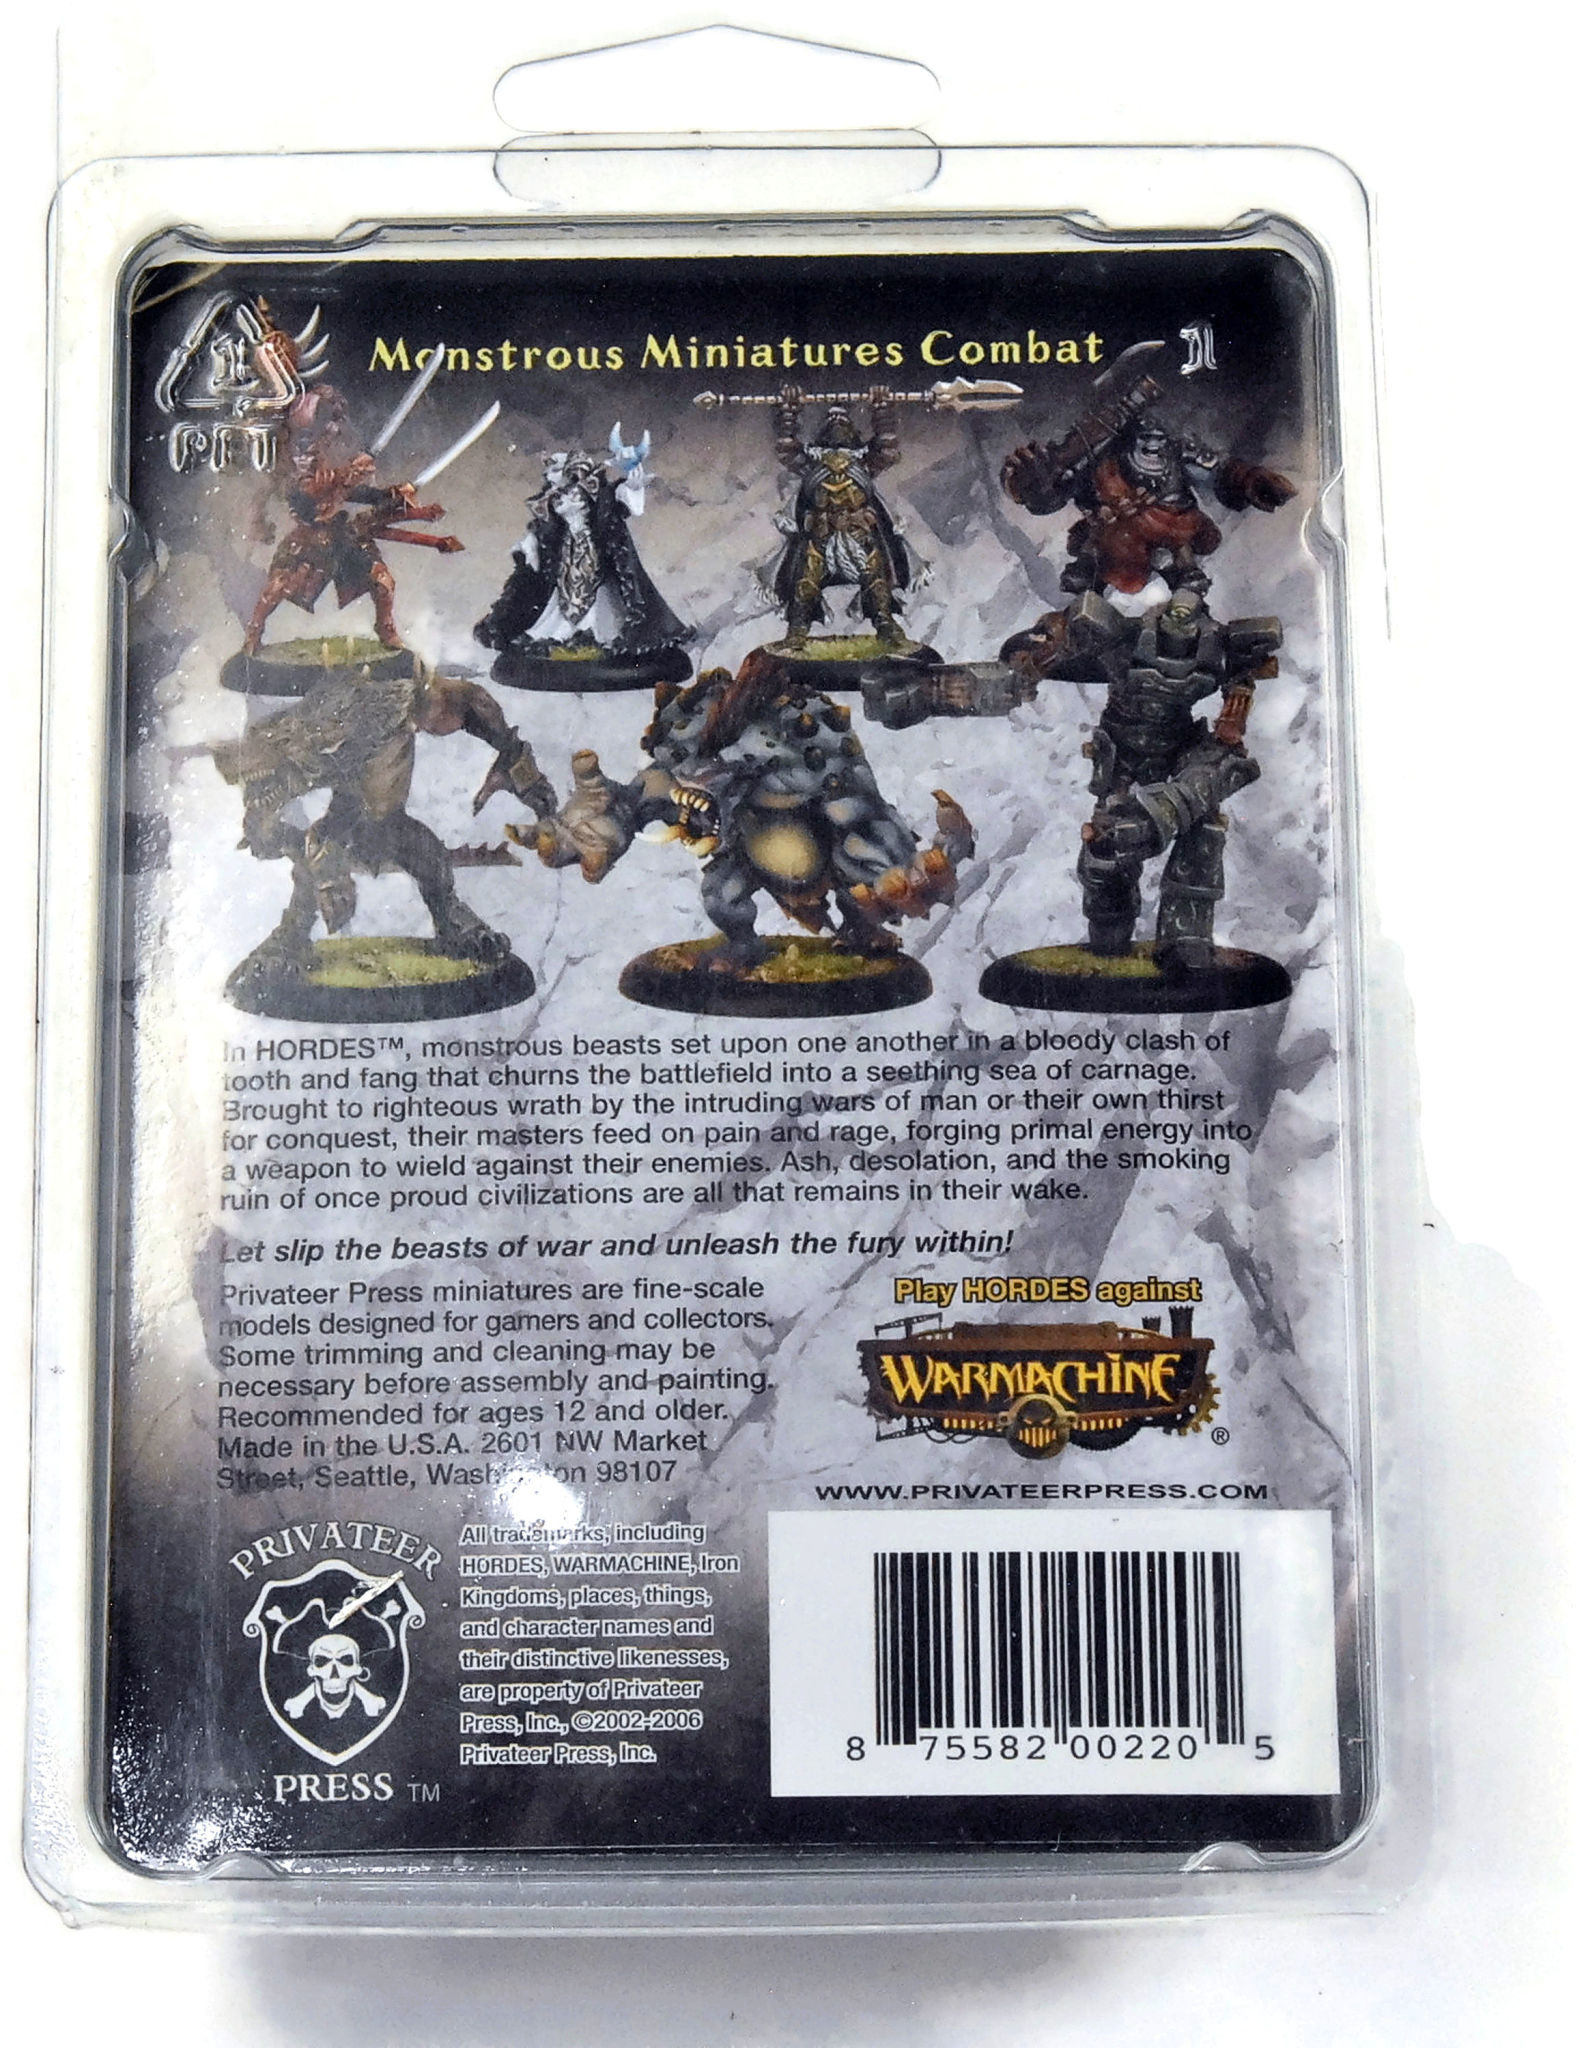 Monstrous Miniatures Combat
1
1
PET
In HORDES™, monstrous beasts set upon one another in a bloody clash of
tooth and fang that churns the battlefield into a seething sea of carnage.
Brought to righteous wrath by the intruding wars of man or their own thirst
for conquest, their masters feed on pain and rage, forging primal energy into
a weapon to wield against their enemies. Ash, desolation, and the smoking
ruin of once proud civilizations are all that remains in their wake.
Let slip the beasts of war and unleash the fury within!
Privateer Press miniatures are fine-scale
models designed for gamers and collectors.
Some trimming and cleaning may be
necessary before assembly and painting.
Recommended for ages 12 and older.
Made in the U.S.A. 2601 NW Market
Street, Seattle, Washington 98107
Play HORDES against
WARMACHINE
®
WWW.PRIVATEERPRESS.COM
PRIVATEER
PRESS ™
All trademarks, including
HORDES, WARMACHINE, Iron
Kingdoms, places, things,
and character names and
their distinctive likenesses,
are property of Privateer
Press, Inc., ©2002-2006
Privateer Press, Inc.
8 75582 00220 5